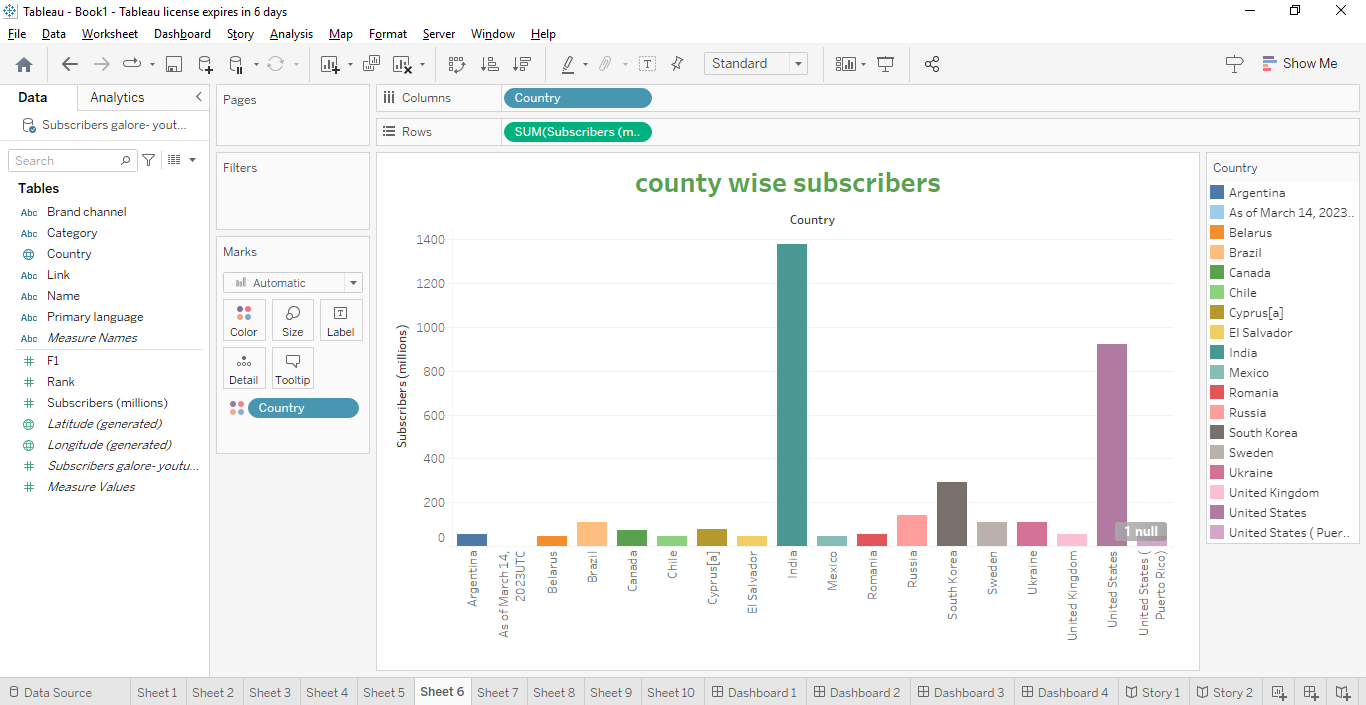 Tableau - Book1 - Tableau license expires in 6 days
File Data Worksheet Dashboard Story Analysis Map Format Server Window Help
Standard
Show Me
Data Analytics
Subscribers galore- yout...
Search
Tables
Abc Brand channel
Abc Category
Country
Abc Link
Abc Name
Abc Primary language
Abc Measure Names
# F1
# Rank
# Subscribers (millions)
Latitude (generated)
Longitude (generated)
# Subscribers galore- youtu...
# Measure Values
Pages
Filters
Marks
Automatic
Color Size Label
Detail Tooltip
Country
Columns Country
Rows SUM(Subscribers (m..
county wise subscribers
Country
Subscribers (millions)
1400
1200
1000
800
600
400
200
0
1 null
Argentina
As of March 14,
2023UTC
Belarus
Brazil
Canada
Chile
Cyprus[a]
El Salvador
India
Mexico
Romania
Russia
South Korea
Sweden
Ukraine
United Kingdom
United States
United States (
Puerto Rico)
Country
Argentina
As of March 14, 2023..
Belarus
Brazil
Canada
Chile
Cyprus[a]
El Salvador
India
Mexico
Romania
Russia
South Korea
Sweden
Ukraine
United Kingdom
United States
United States ( Puer..
Data Source Sheet 1 Sheet 2 Sheet 3 Sheet 4 Sheet 5 Sheet 6 Sheet 7 Sheet 8 Sheet 9 Sheet 10 Dashboard 1 Dashboard 2 Dashboard 3 Dashboard 4 Story 1 Story 2